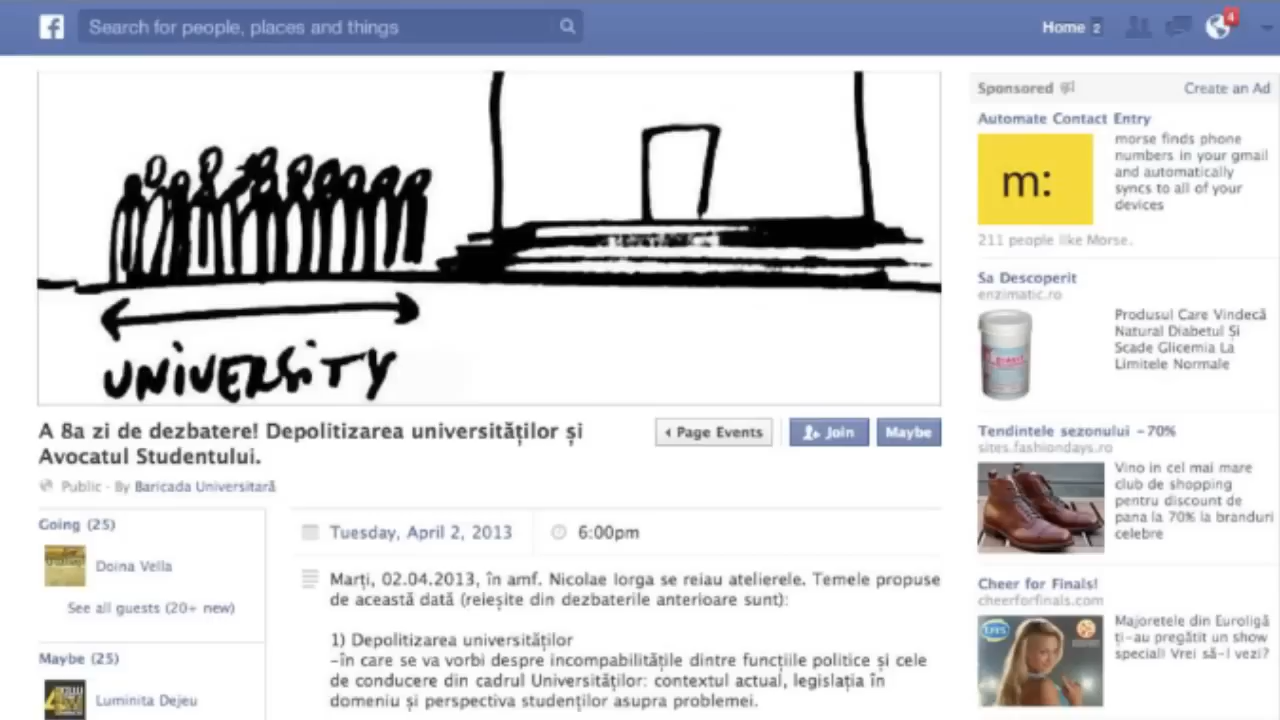 Search for people, places and things
Home 2
4
UNIVERSITY
A 8a zi de dezbatere! Depolitizarea universităților și
Avocatul Studentului.
Page Events
Join
Maybe
Public · By Baricada Universitară
Going (25)
Doina Vella
See all guests (20+ new)
Maybe (25)
Luminita Dejeu
Tuesday, April 2, 2013
6:00pm
Marți, 02.04.2013, în amf. Nicolae Iorga se reiau atelierele. Temele propuse
de această dată (reieșite din dezbaterile anterioare sunt):
1) Depolitizarea universităților
-în care se va vorbi despre incompabilitățile dintre funcțiile politice și cele
de conducere din cadrul Universităților: contextul actual, legislația în
domeniu și perspectiva studenților asupra problemei.
Sponsored
Create an Ad
Automate Contact Entry
m:
morse finds phone
numbers in your gmail
and automatically
syncs to all of your
devices
211 people like Morse.
Sa Descoperit
enzimatic.ro
Produsul Care Vindecă
Natural Diabetul Și
Scade Glicemia La
Limitele Normale
Tendintele sezonului -70%
sites.fashiondays.ro
Vino in cel mai mare
club de shopping
pentru discount de
pana la 70% la branduri
celebre
Cheer for Finals!
cheerforfinals.com
EFES
Majoretele din Euroligă
ți-au pregătit un show
special! Vrei să-l vezi?